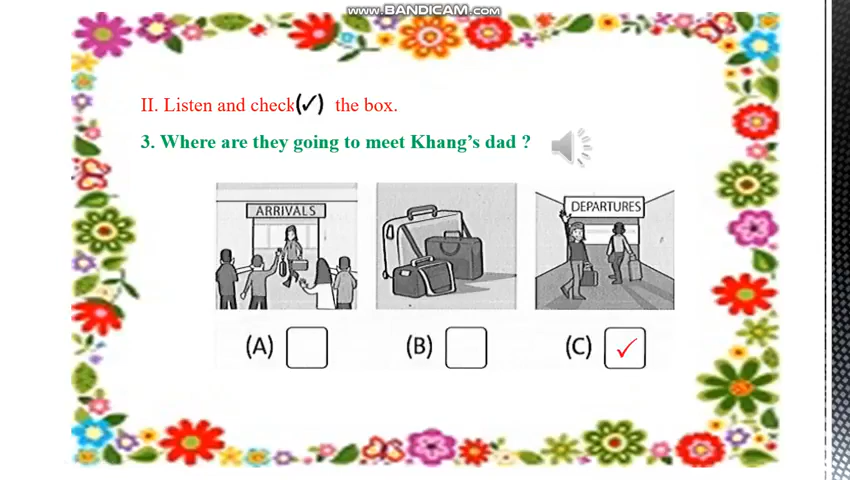 WWW.BANDICAM.COM
II. Listen and check(✓) the box.
3. Where are they going to meet Khang's dad ?
ARRIVALS
DEPARTURES
(A)
(B)
(C) ✓